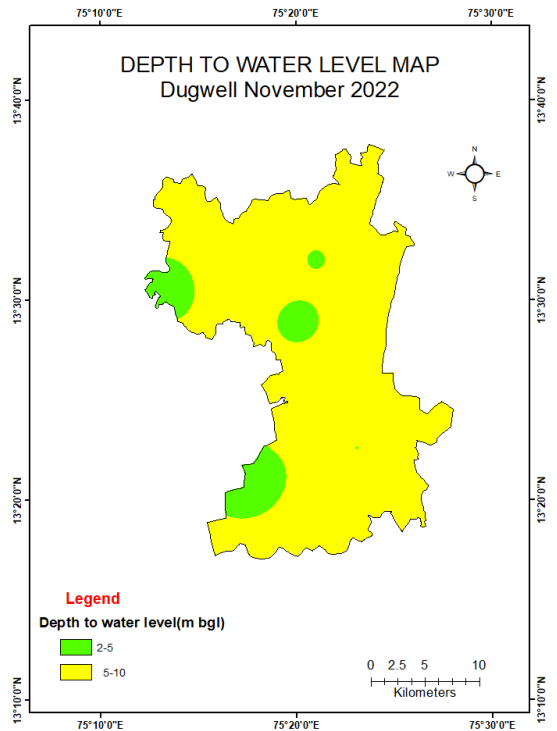 75°10'0"E 75°20'0"E 75°30'0"E
DEPTH TO WATER LEVEL MAP
Dugwell November 2022
13°40'0"N 13°40'0"N
N
W E
S
13°30'0"N 13°30'0"N
13°20'0"N 13°20'0"N
Legend
Depth to water level(m bgl)
2-5
5-10
0 2.5 5 10
Kilometers
13°10'0"N 13°10'0"N
75°10'0"E 75°20'0"E 75°30'0"E